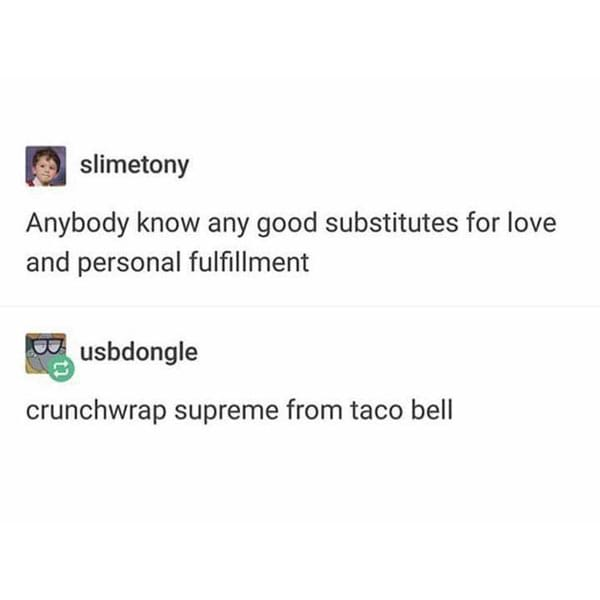 slimetony
Anybody know any good substitutes for love
and personal fulfillment
usbdongle
crunchwrap supreme from taco bell